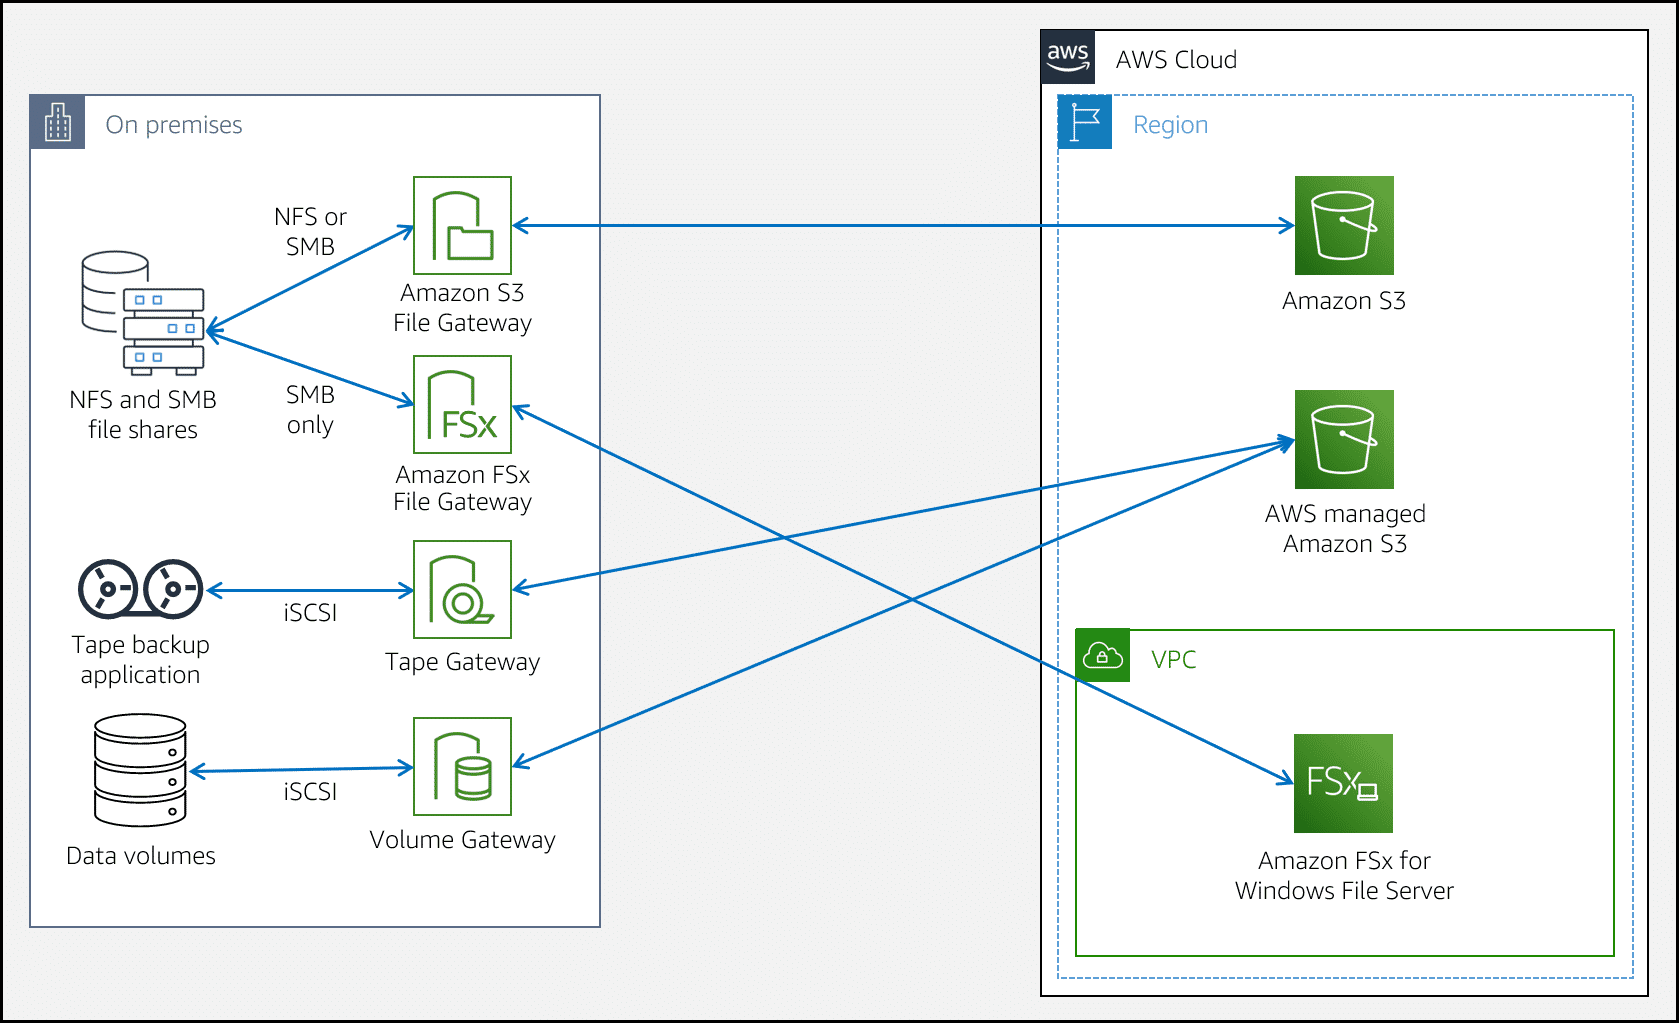 aws
AWS Cloud
On premises
Region
NFS or
SMB
Amazon S3
File Gateway
Amazon S3
NFS and SMB
file shares
SMB
only
FSx
Amazon FSx
File Gateway
AWS managed
Amazon S3
iSCSI
Tape backup
application
Tape Gateway
VPC
iSCSI
Data volumes
Volume Gateway
FSx
Amazon FSx for
Windows File Server